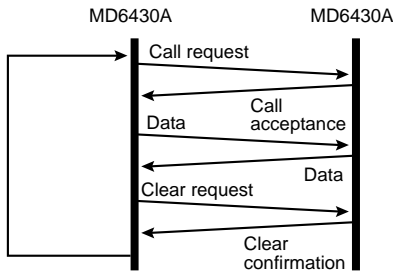 MD6430A MD6430A
Call request
Call
acceptance
Data
Data
Clear request
Clear
confirmation